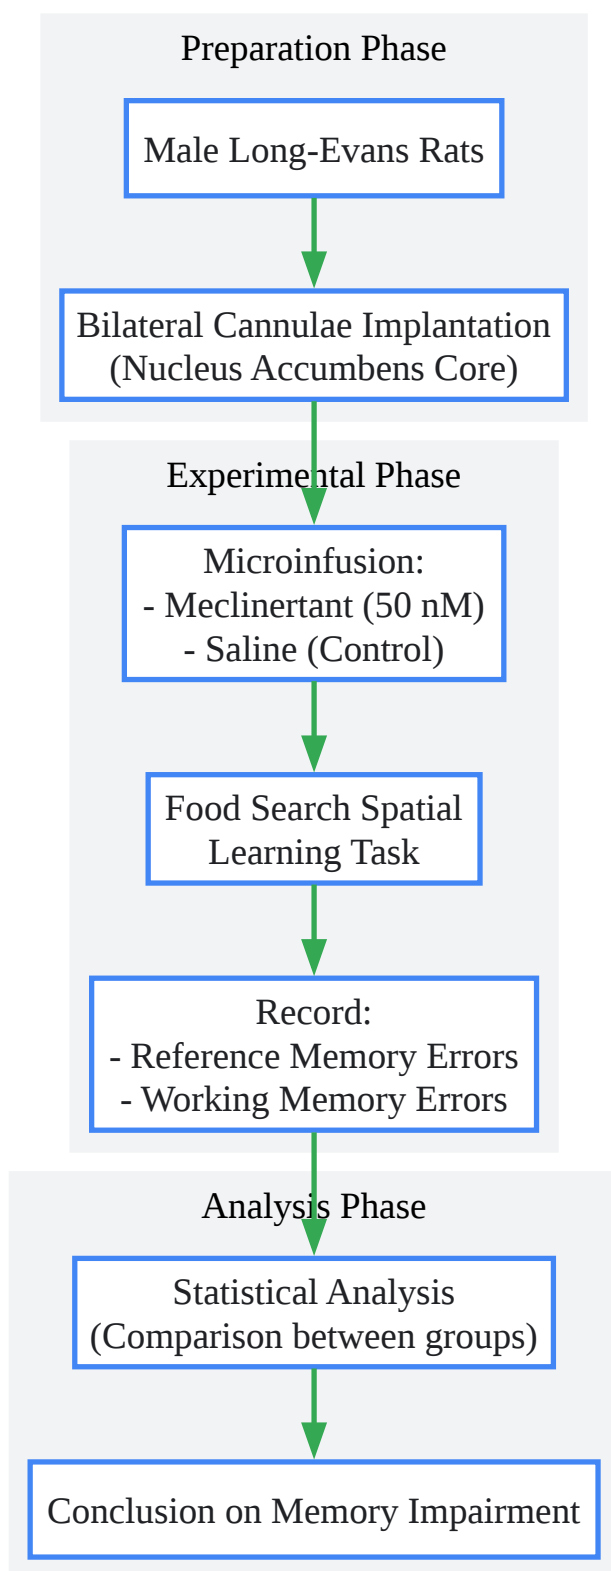 Preparation Phase
Male Long-Evans Rats
Bilateral Cannulae Implantation
(Nucleus Accumbens Core)
Experimental Phase
Microinfusion:
- Meclinertant (50 nM)
- Saline (Control)
Food Search Spatial
Learning Task
Record:
- Reference Memory Errors
- Working Memory Errors
Analysis Phase
Statistical Analysis
(Comparison between groups)
Conclusion on Memory Impairment